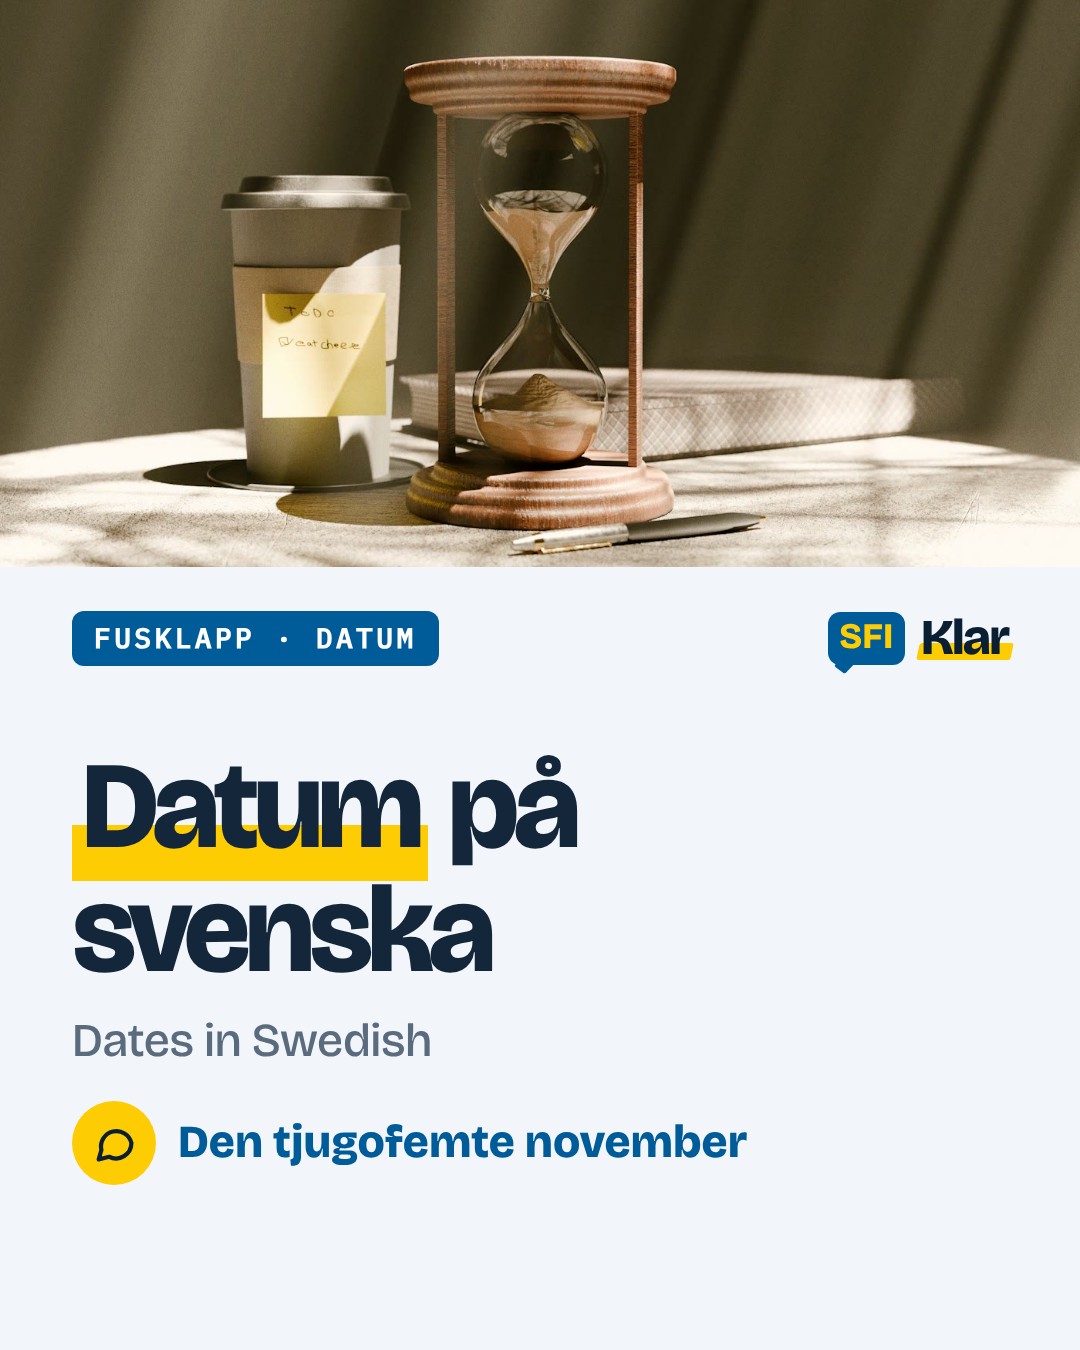 FUSKLAPP · DATUM
SFI Klar
Datum på
svenska
Dates in Swedish
Den tjugofemte november